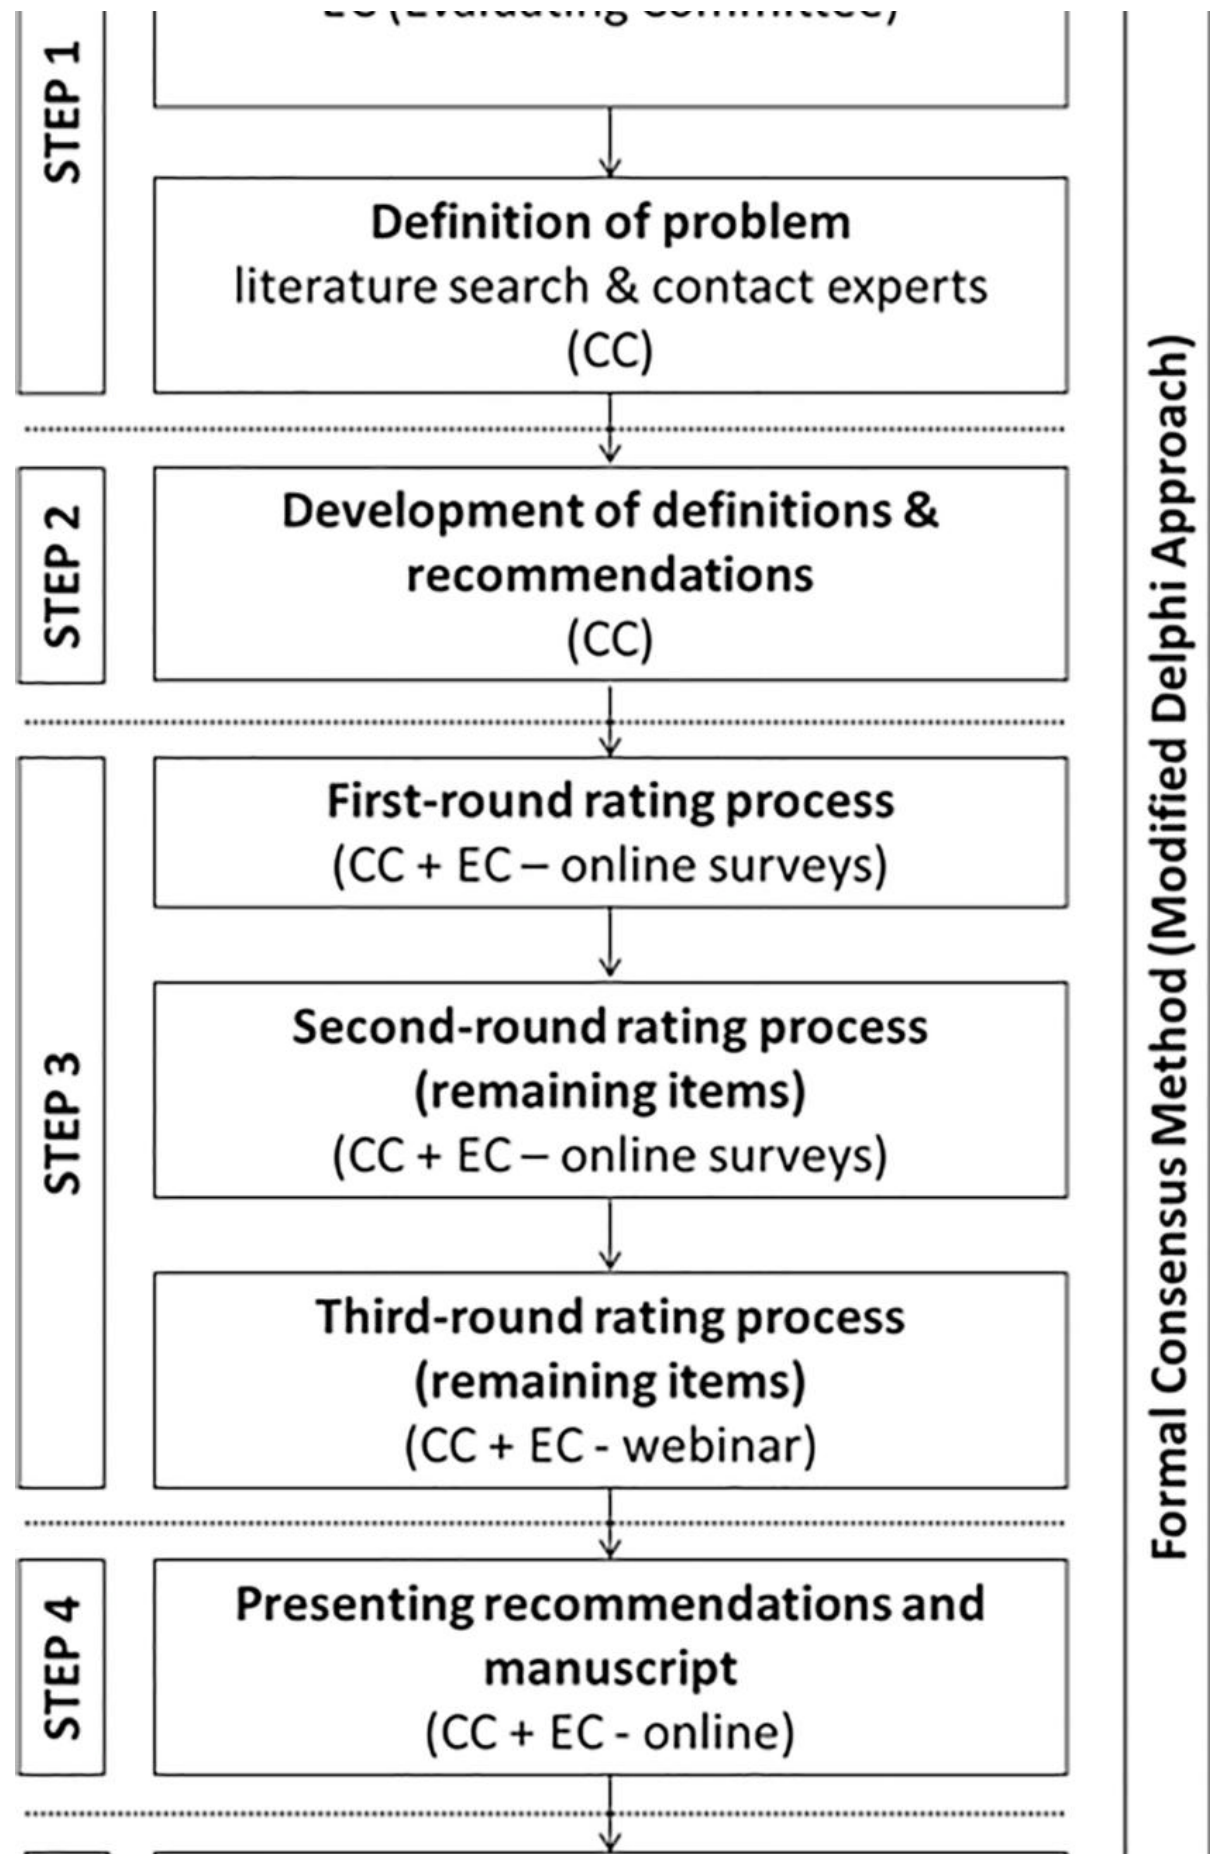 EC (Evaluating Committee)
STEP 1
Definition of problem
literature search & contact experts
(CC)
STEP 2
Development of definitions &
recommendations
(CC)
STEP 3
First-round rating process
(CC + EC – online surveys)
Second-round rating process
(remaining items)
(CC + EC – online surveys)
Third-round rating process
(remaining items)
(CC + EC - webinar)
STEP 4
Presenting recommendations and
manuscript
(CC + EC - online)
Formal Consensus Method (Modified Delphi Approach)